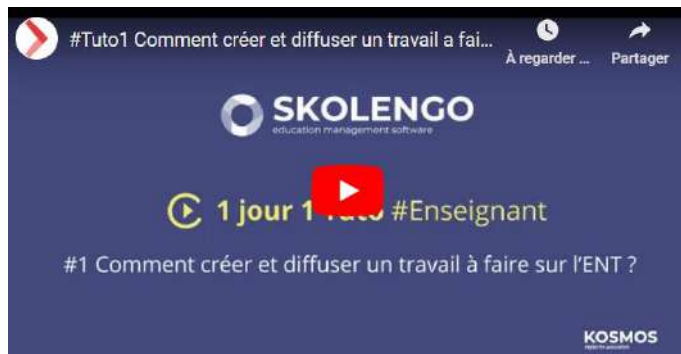 #Tuto1 Comment créer et diffuser un travail a fai...
À regarder ...
Partager
SKOLENGO
education management software
1 jour 1 Tuto #Enseignant
#1 Comment créer et diffuser un travail à faire sur l'ENT ?
KOSMOS